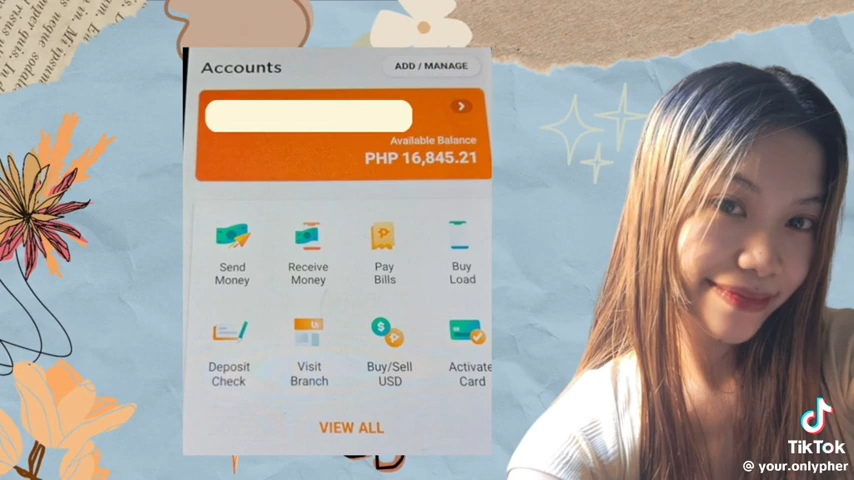 Accounts
ADD / MANAGE
Available Balance
PHP 16,845.21
Send
Money
Receive
Money
Pay
Bills
Buy
Load
Deposit
Check
Visit
Branch
Buy/Sell
USD
Activate
Card
VIEW ALL
TikTok
@ your.onlypher